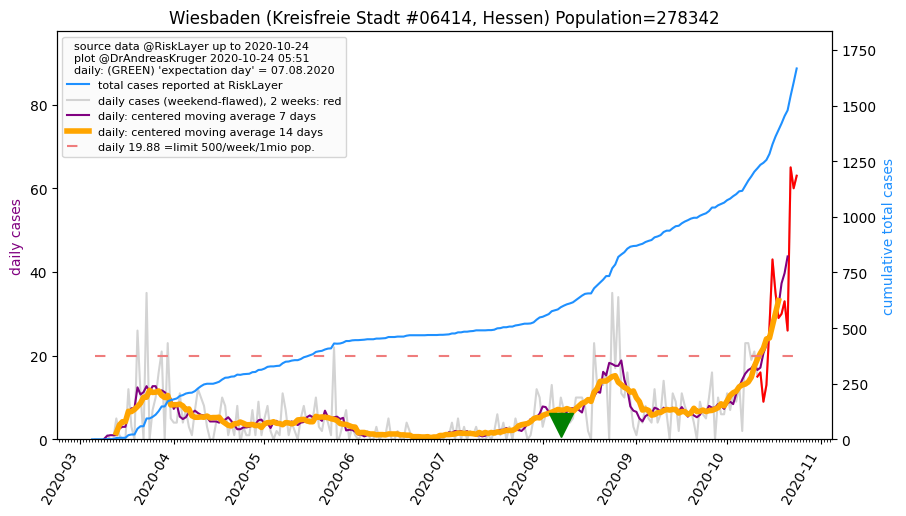 Wiesbaden (Kreisfreie Stadt #06414, Hessen) Population=278342
source data @RiskLayer up to 2020-10-24
plot @DrAndreasKruger 2020-10-24 05:51
daily: (GREEN) 'expectation day' = 07.08.2020
total cases reported at RiskLayer
daily cases (weekend-flawed), 2 weeks: red
daily: centered moving average 7 days
daily: centered moving average 14 days
daily 19.88 =limit 500/week/1mio pop.
daily cases
80
60
40
20
0
cumulative total cases
1750
1500
1250
1000
750
500
250
0
2020-03
2020-04
2020-05
2020-06
2020-07
2020-08
2020-09
2020-10
2020-11